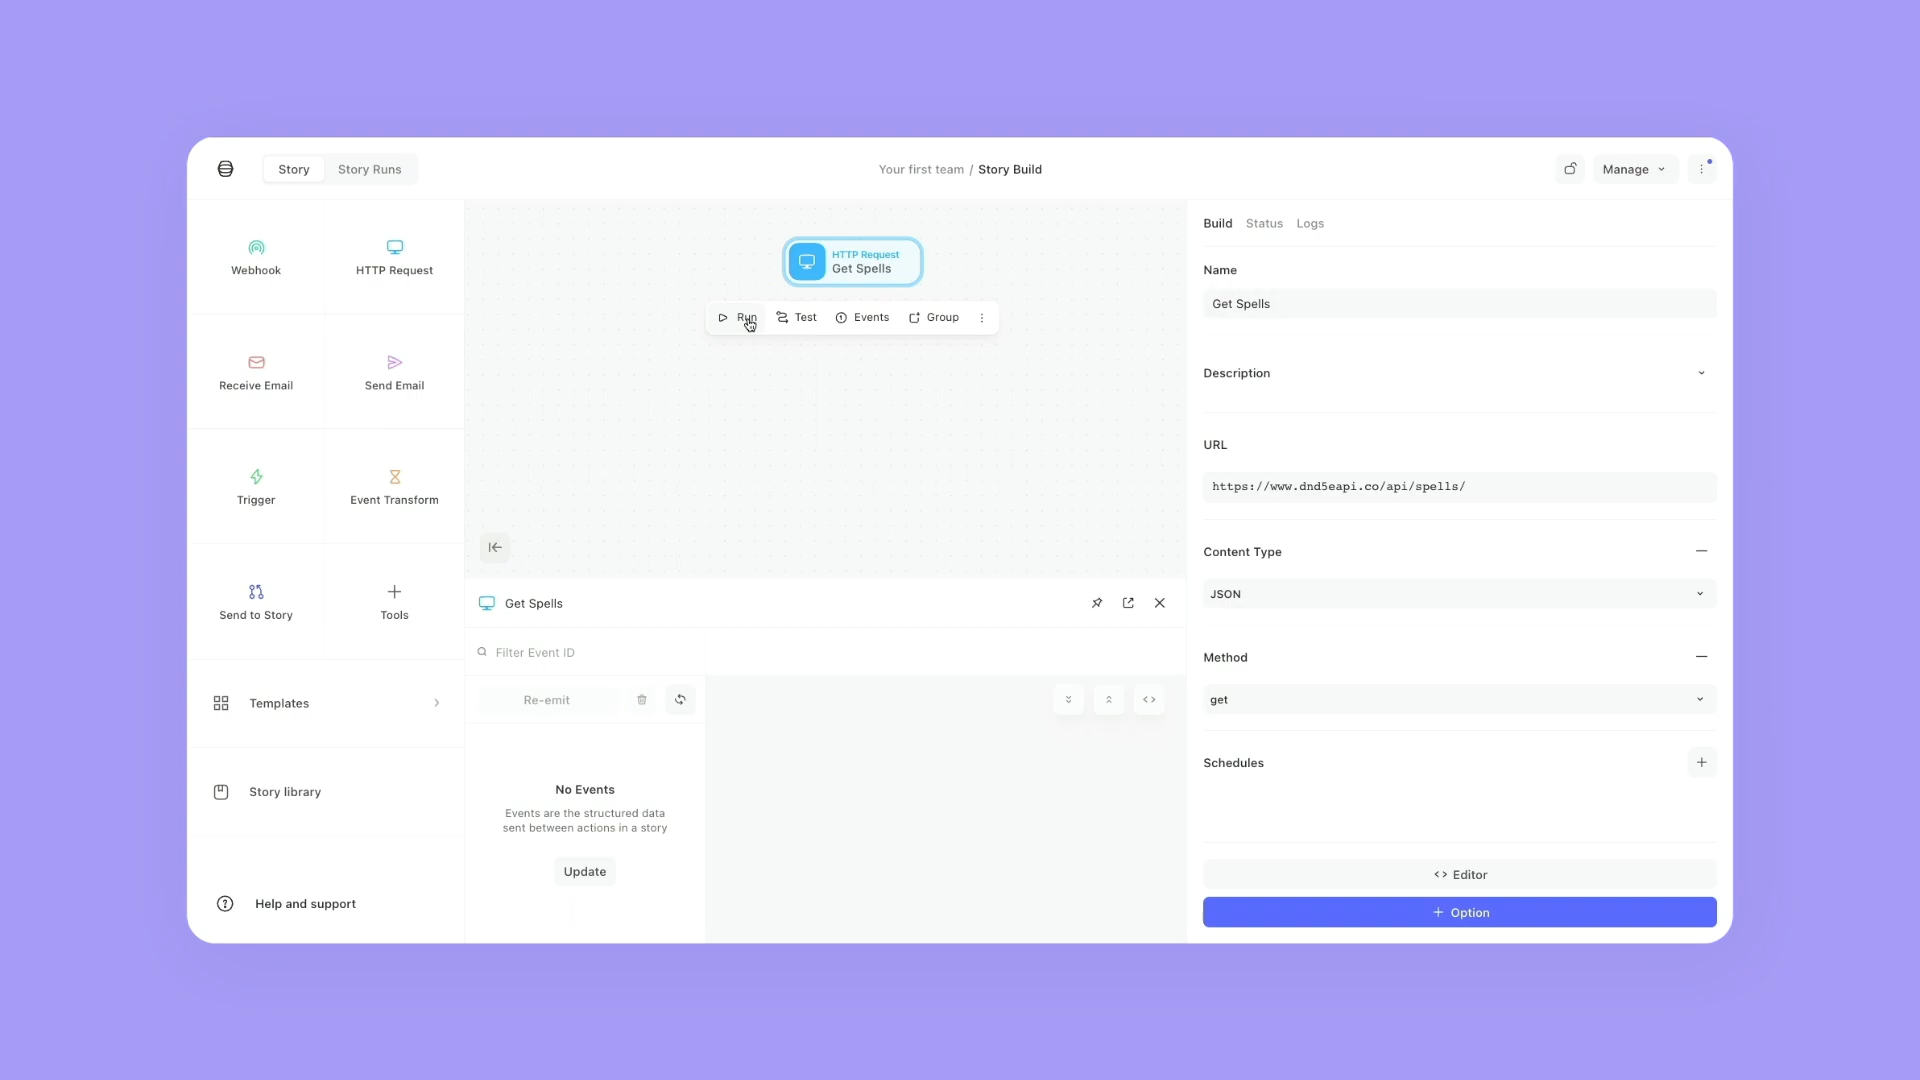 Story
Story Runs
Your first team / Story Build
Manage
Webhook
HTTP Request
Receive Email
Send Email
Trigger
Event Transform
Send to Story
Tools
Templates
Story library
Help and support
HTTP Request
Get Spells
Run
Test
Events
Group
Get Spells
Filter Event ID
Re-emit
No Events
Events are the structured data
sent between actions in a story
Update
Build
Status
Logs
Name
Get Spells
Description
URL
https://www.dnd5eapi.co/api/spells/
Content Type
JSON
Method
get
Schedules
<> Editor
+ Option